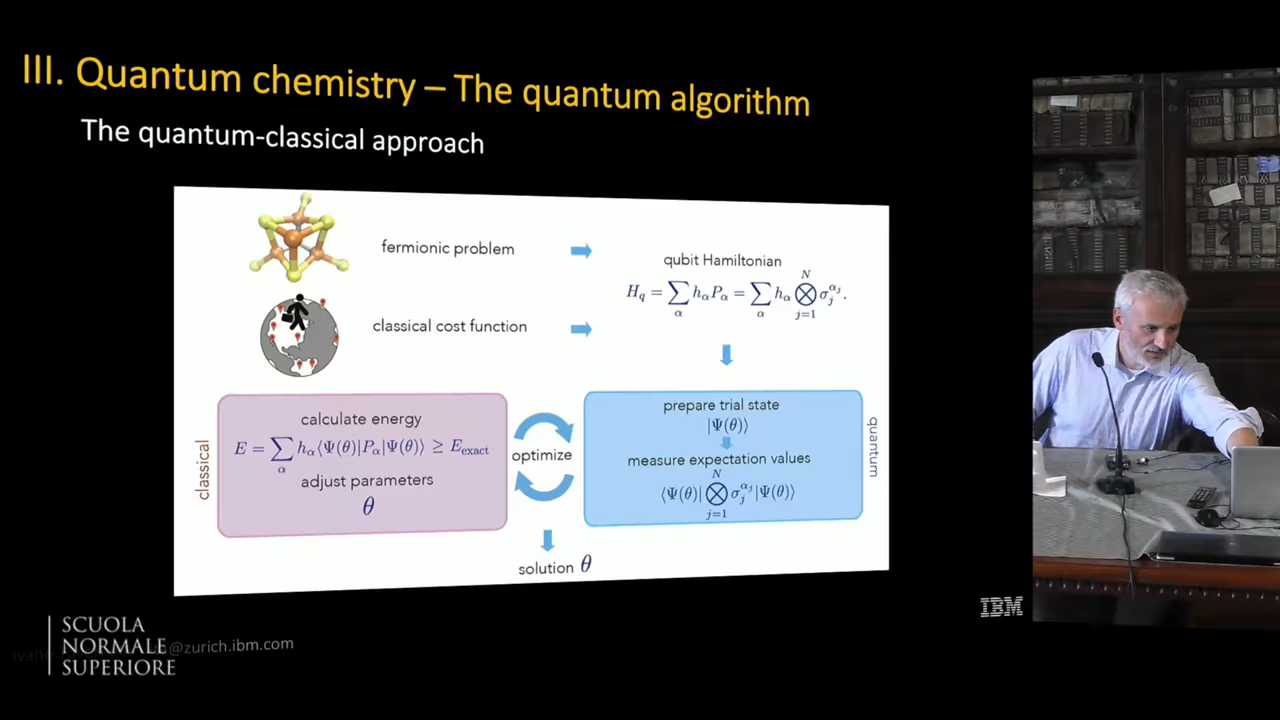 III. Quantum chemistry – The quantum algorithm
The quantum-classical approach
fermionic problem
qubit Hamiltonian
H_q = ∑_α h_α P_α = ∑_α h_α ⨂_{j=1}^{N} σ_j^{α_j}.
classical cost function
classical
calculate energy
E = ∑_α h_α ⟨Ψ(θ)|P_α|Ψ(θ)⟩ ≥ E_exact
adjust parameters
θ
optimize
prepare trial state
|Ψ(θ)⟩
measure expectation values
⟨Ψ(θ)| ⨂_{j=1}^{N} σ_j^{α_j} |Ψ(θ)⟩
quantum
solution θ
IBM
SCUOLA
NORMALE
SUPERIORE
@zurich.ibm.com